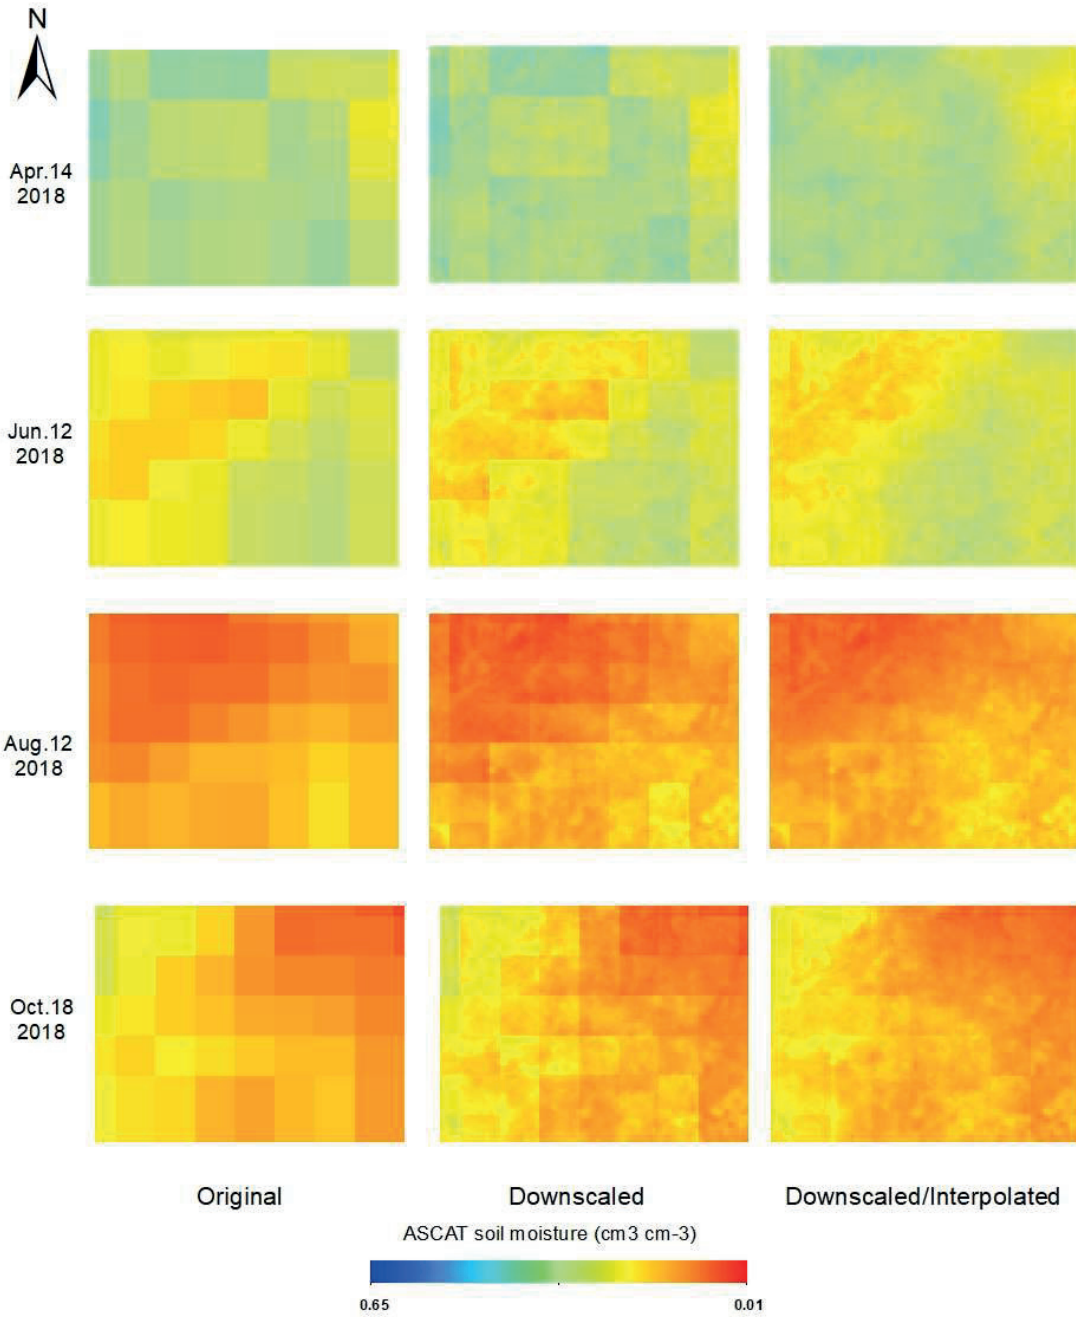 N
Apr.14
2018
Jun.12
2018
Aug.12
2018
Oct.18
2018
Original Downscaled Downscaled/Interpolated
ASCAT soil moisture (cm3 cm-3)
0.65 0.01